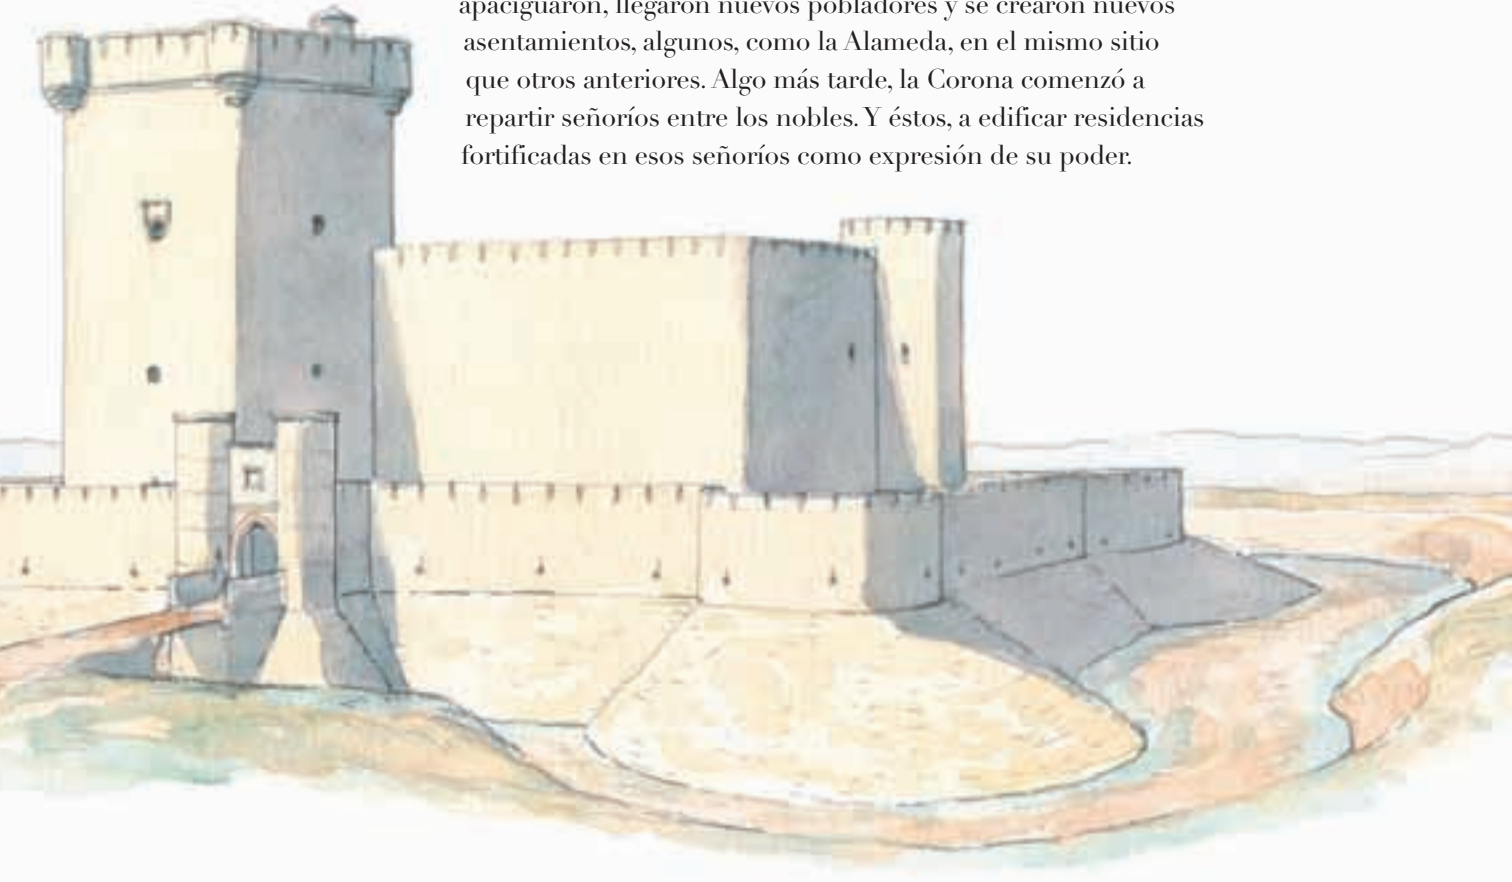 apaciguaron, llegaron nuevos pobladores y se crearon nuevos
asentamientos, algunos, como la Alameda, en el mismo sitio
que otros anteriores. Algo más tarde, la Corona comenzó a
repartir señoríos entre los nobles. Y éstos, a edificar residencias
fortificadas en esos señoríos como expresión de su poder.